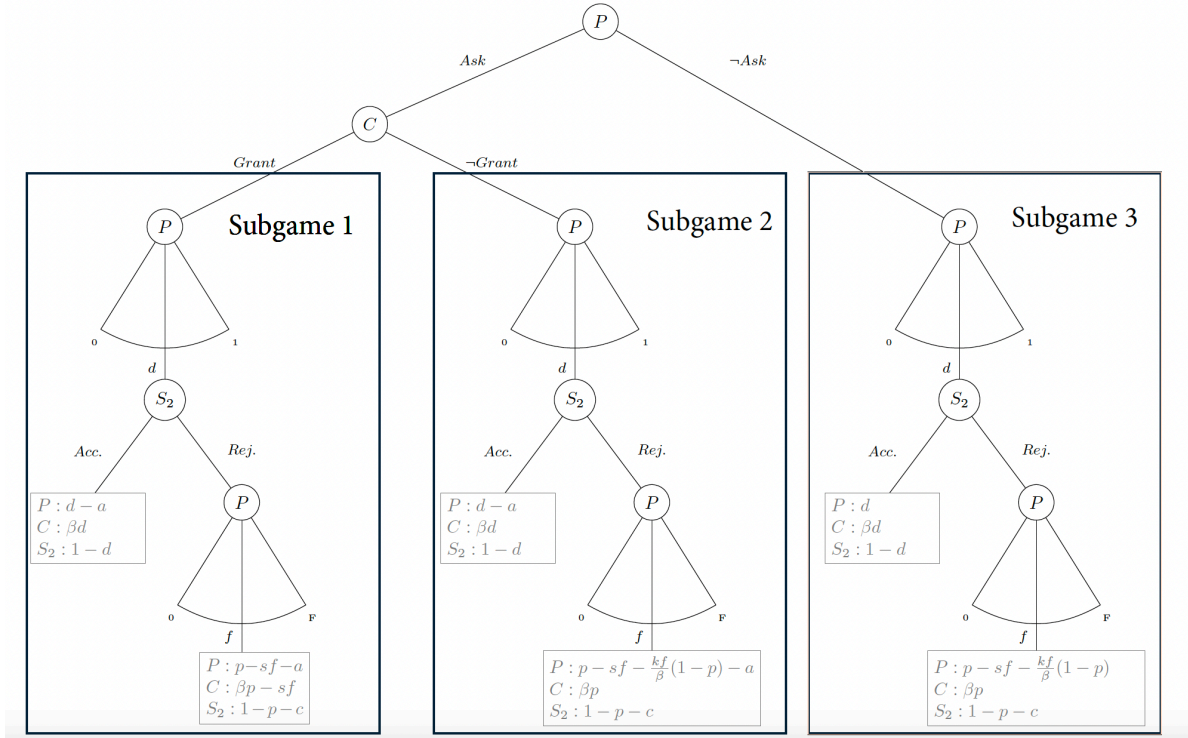 P
Ask
¬Ask
C
Grant
¬Grant
Subgame 1
P
0
1
d
S₂
Acc.
Rej.
P : d − a
C : βd
S₂ : 1 − d
P
0
F
f
P : p−sf−a
C : βp − sf
S₂ : 1−p−c
Subgame 2
P
0
1
d
S₂
Acc.
Rej.
P : d − a
C : βd
S₂ : 1 − d
P
0
F
f
P : p − sf − kf/β (1 − p) − a
C : βp
S₂ : 1 − p − c
Subgame 3
P
0
1
d
S₂
Acc.
Rej.
P : d
C : βd
S₂ : 1 − d
P
0
F
f
P : p − sf − kf/β (1 − p)
C : βp
S₂ : 1 − p − c